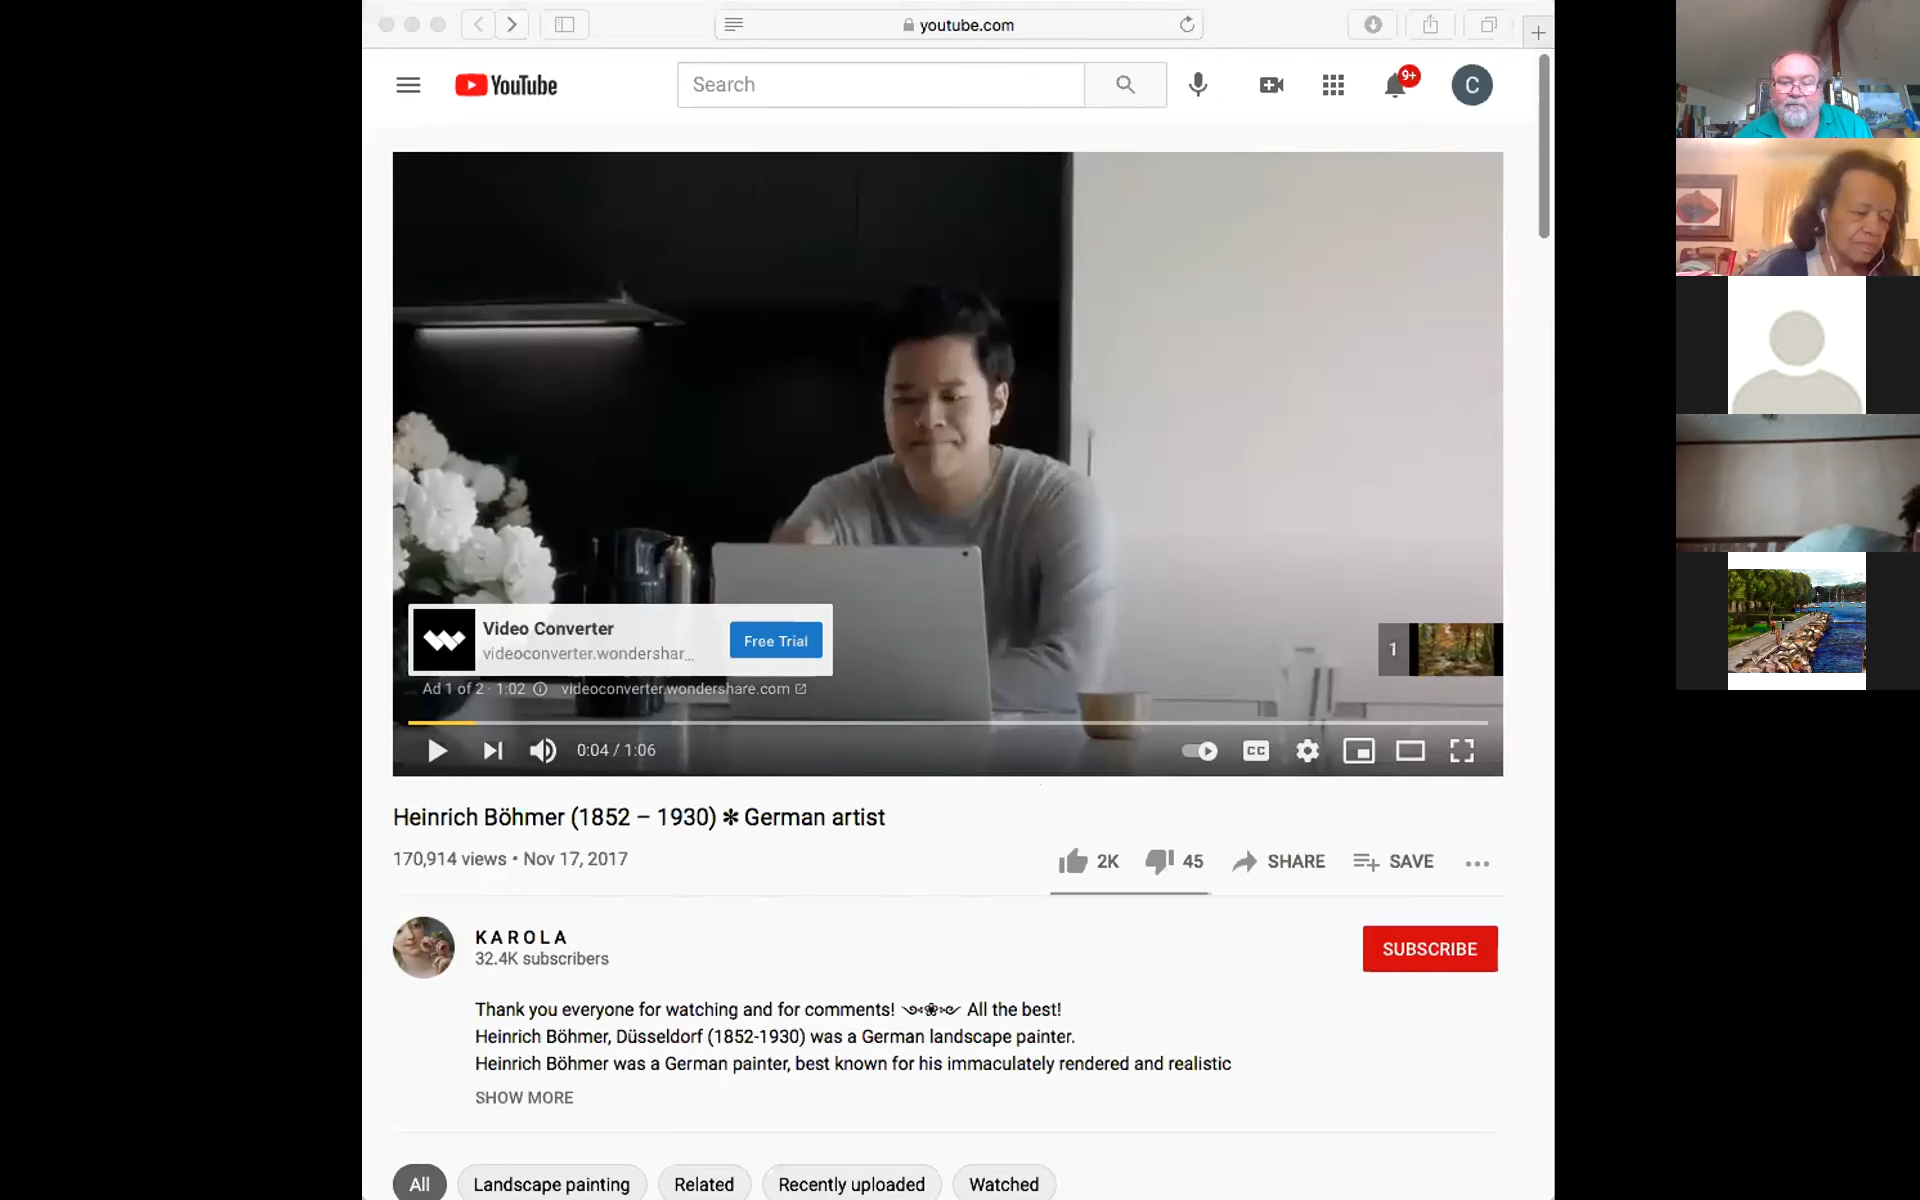 youtube.com
YouTube
Search
9+
C
Video Converter
videoconverter.wondershar...
Free Trial
1
Ad 1 of 2 · 1:02 videoconverter.wondershare.com
CC
0:04 / 1:06
Heinrich Böhmer (1852 – 1930) ✻ German artist
170,914 views • Nov 17, 2017
2K
45
SHARE
SAVE
K A R O L A
32.4K subscribers
SUBSCRIBE
Thank you everyone for watching and for comments! ༺❀༻ All the best!
Heinrich Böhmer, Düsseldorf (1852-1930) was a German landscape painter.
Heinrich Böhmer was a German painter, best known for his immaculately rendered and realistic
SHOW MORE
All
Landscape painting
Related
Recently uploaded
Watched